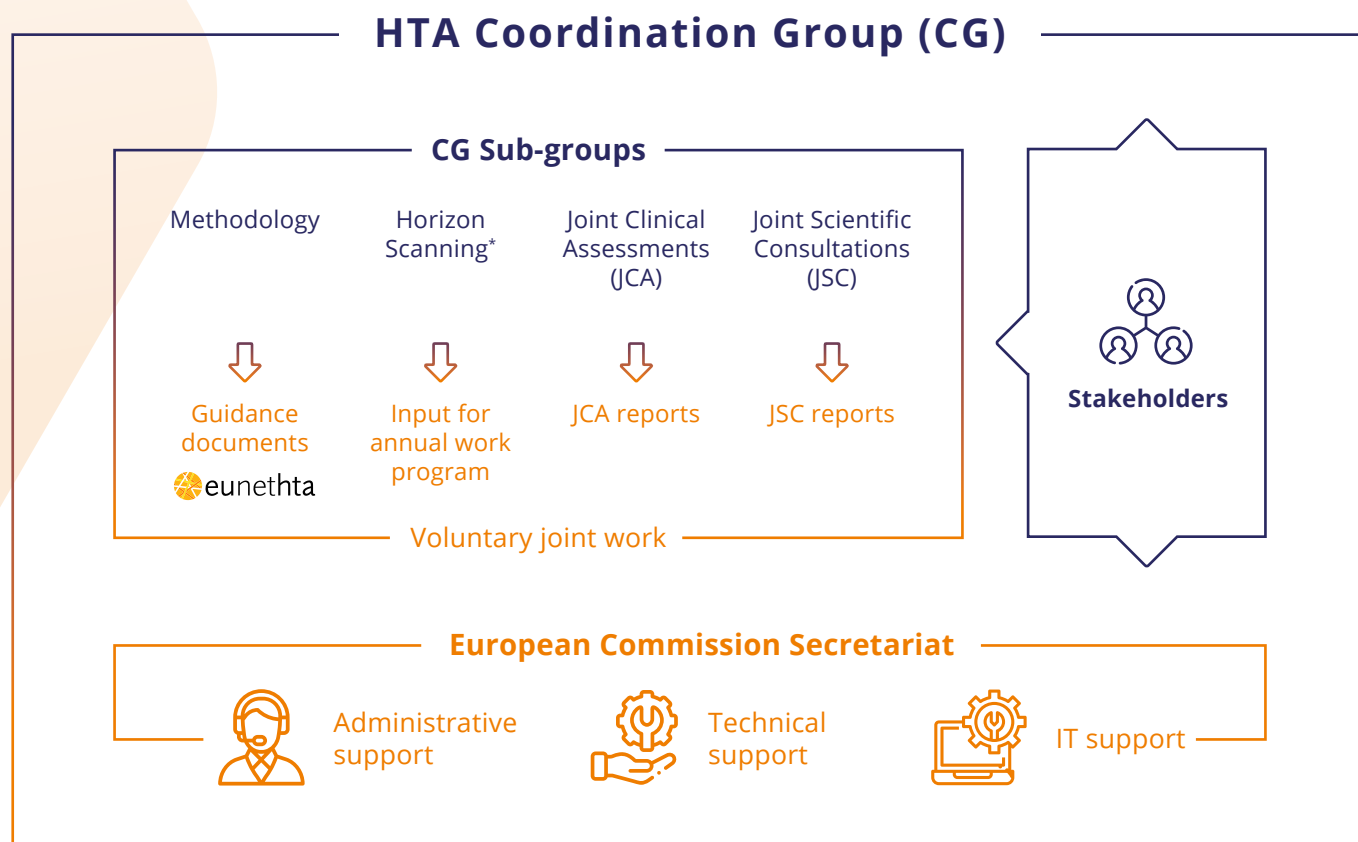 HTA Coordination Group (CG)
CG Sub-groups
Methodology
Horizon
Scanning*
Joint Clinical
Assessments
(JCA)
Joint Scientific
Consultations
(JSC)
Guidance
documents
eunethta
Input for
annual work
program
JCA reports
JSC reports
Voluntary joint work
Stakeholders
European Commission Secretariat
Administrative
support
Technical
support
IT support